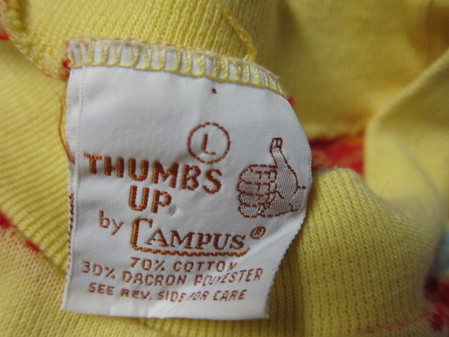 L
THUMBS
UP
by CAMPUS®
70% COTTON
30% DACRON POLYESTER
SEE REV. SIDE FOR CARE